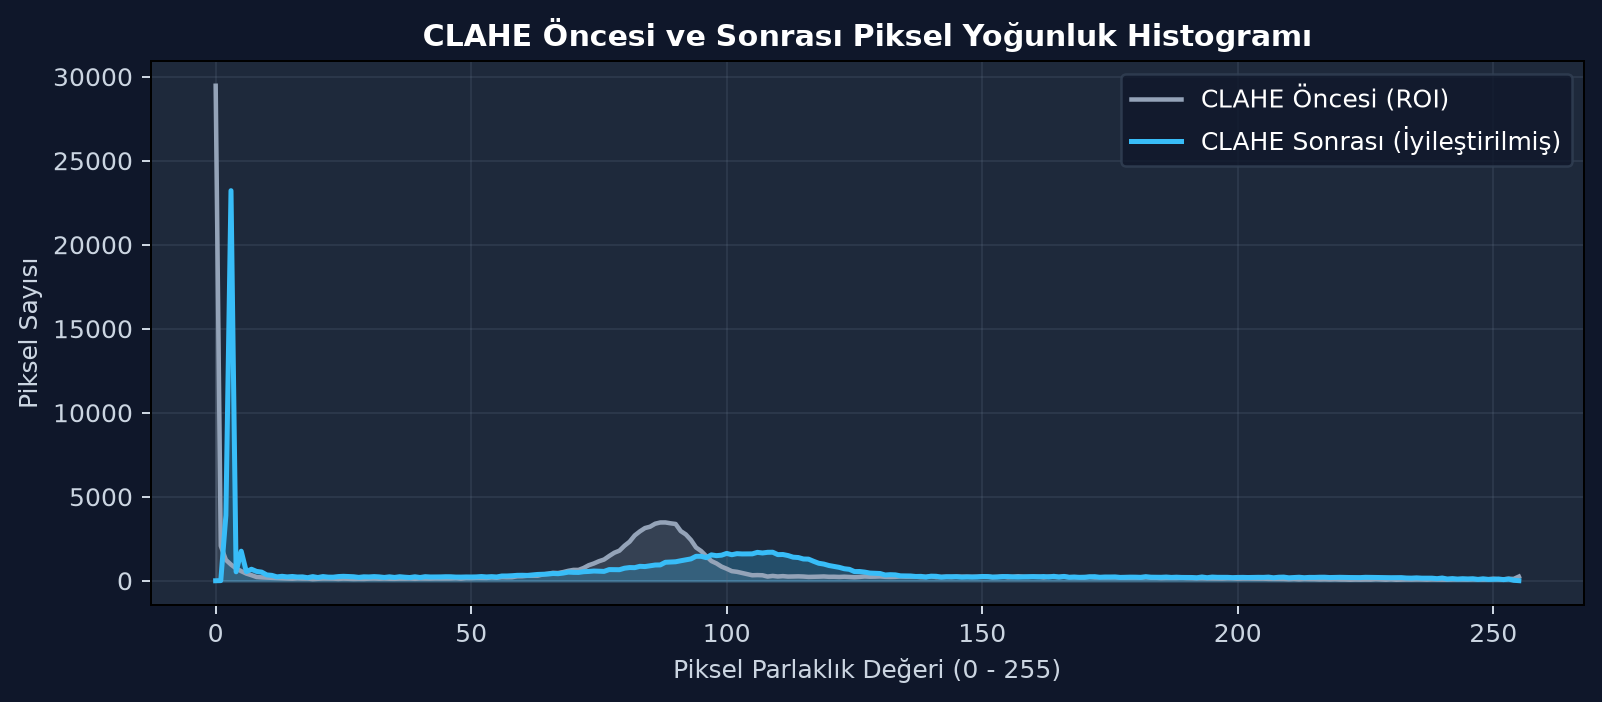 CLAHE Öncesi ve Sonrası Piksel Yoğunluk Histogramı
CLAHE Öncesi (ROI)
CLAHE Sonrası (İyileştirilmiş)
Piksel Sayısı
30000
25000
20000
15000
10000
5000
0
0 50 100 150 200 250
Piksel Parlaklık Değeri (0 - 255)